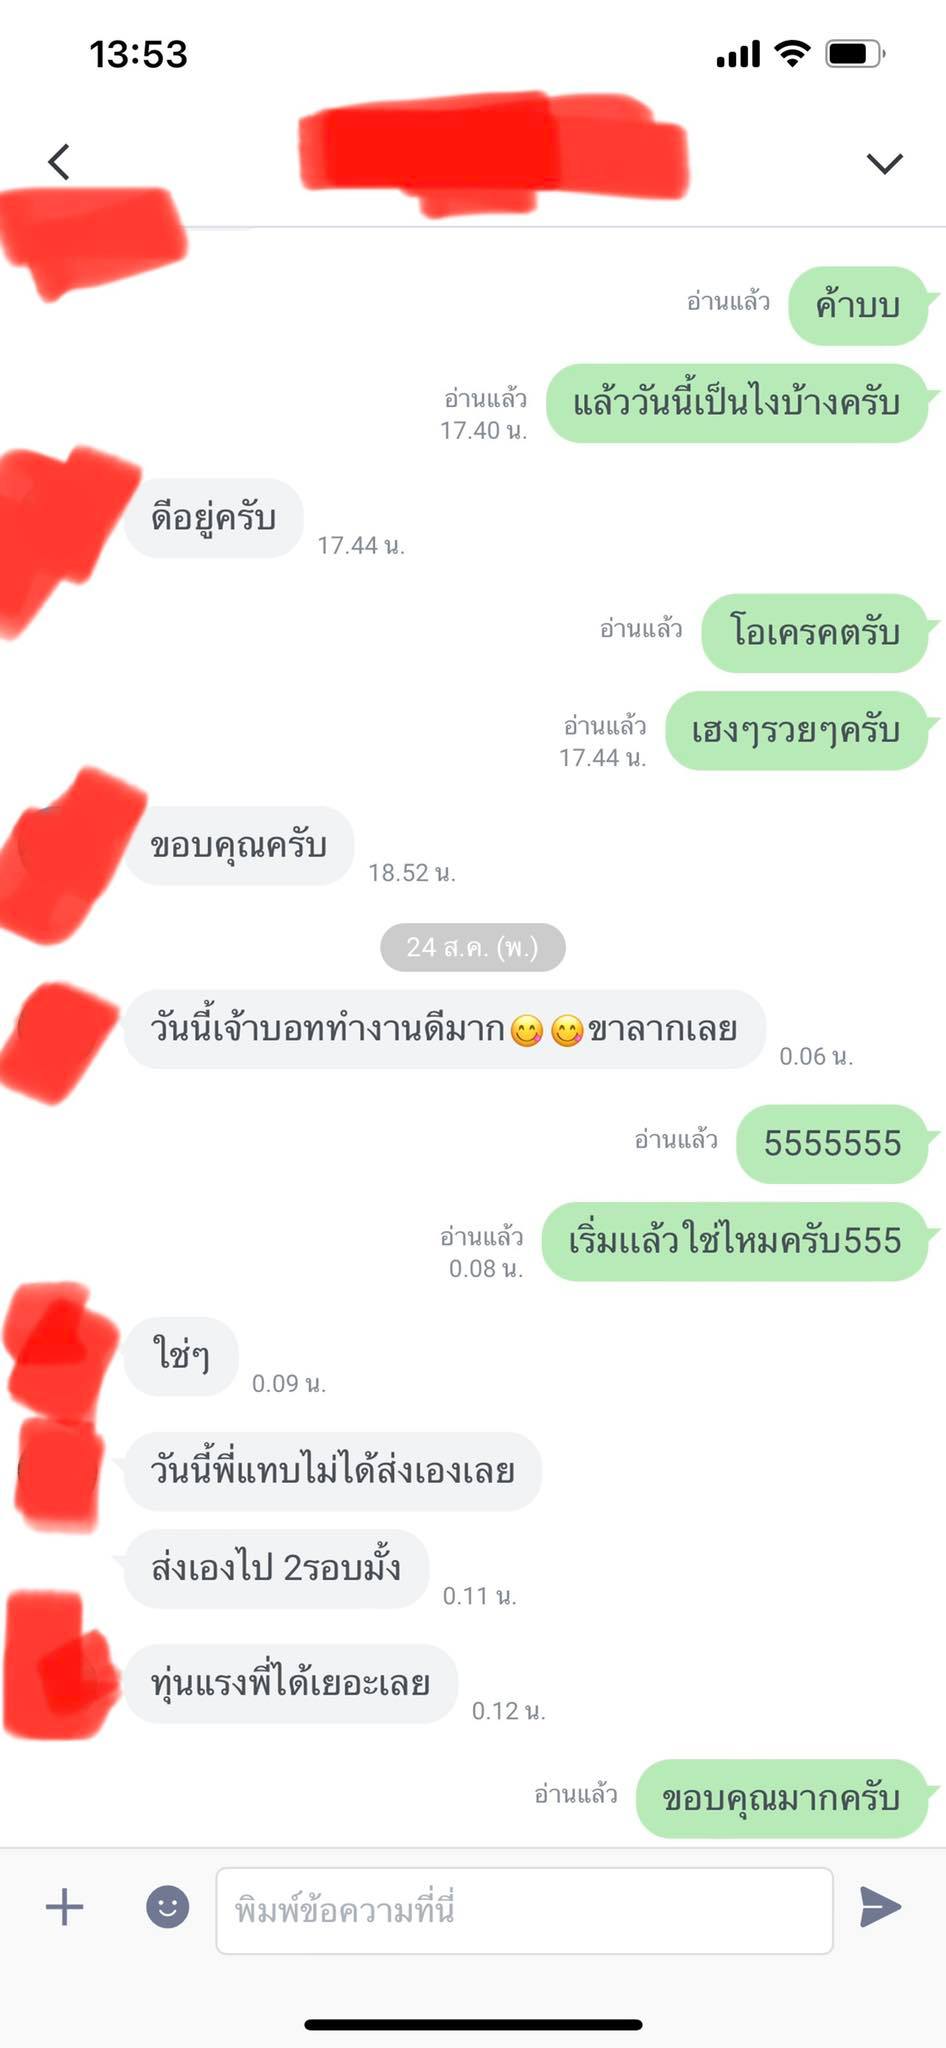 13:53
อ่านแล้ว
ค้าบบ
อ่านแล้ว
17.40 น.
แล้ววันนี้เป็นไงบ้างครับ
ดีอยู่ครับ
17.44 น.
อ่านแล้ว
โอเครคตรับ
อ่านแล้ว
17.44 น.
เฮงๆรวยๆครับ
ขอบคุณครับ
18.52 น.
24 ส.ค. (พ.)
วันนี้เจ้าบอททำงานดีมาก😋😋ขาลากเลย
0.06 น.
อ่านแล้ว
5555555
อ่านแล้ว
0.08 น.
เริ่มแล้วใช่ไหมครับ555
ใช่ๆ
0.09 น.
วันนี้พี่แทบไม่ได้ส่งเองเลย
ส่งเองไป 2รอบมั้ง
0.11 น.
ทุ่นแรงพี่ได้เยอะเลย
0.12 น.
อ่านแล้ว
ขอบคุณมากครับ
พิมพ์ข้อความที่นี่